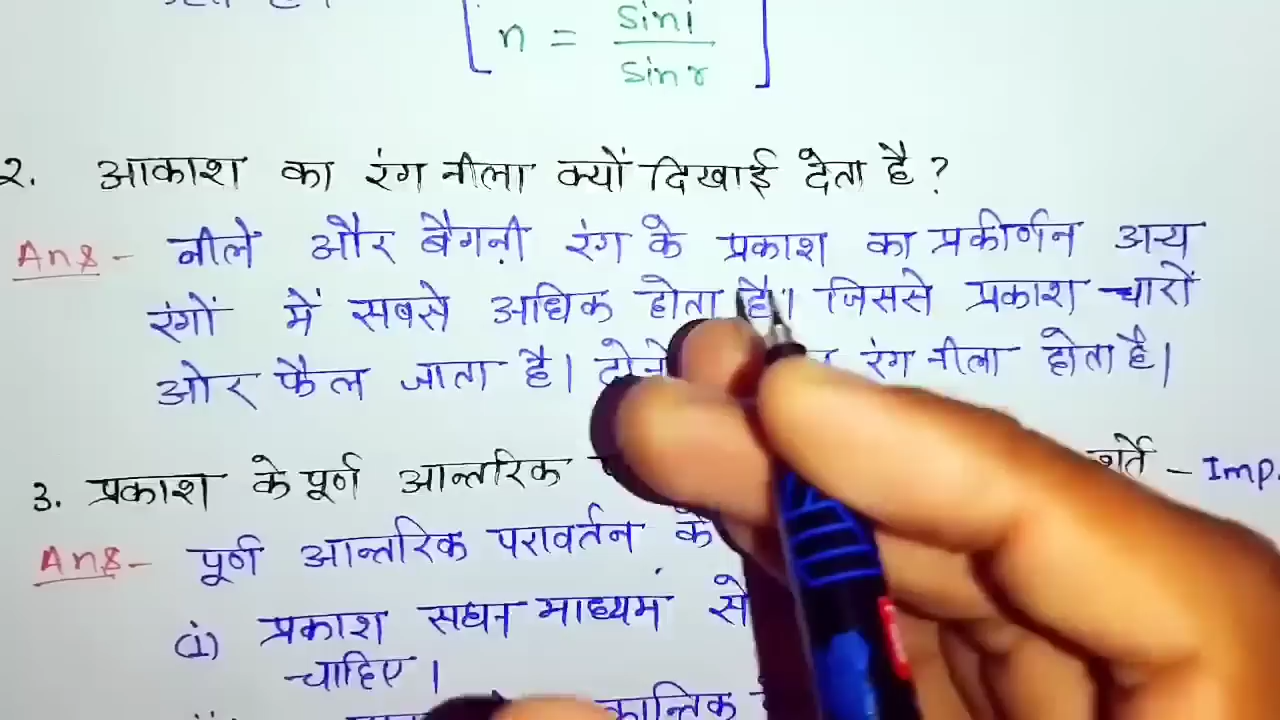 n = sini / sinr
2. आकाश का रंग नीला क्यों दिखाई देता है ?
Ans - नीले और बैगनी रंग के प्रकाश का प्रकीर्णन अन्य
रंगों में सबसे अधिक होता है। जिससे प्रकाश चारों
ओर फैल जाता है। रंग नीला होता है।
3. प्रकाश के पूर्ण आन्तरिक शर्ते - Imp.
Ans - पूर्ण आन्तरिक परावर्तन के
(i) प्रकाश सघन माध्यम से
चाहिए।